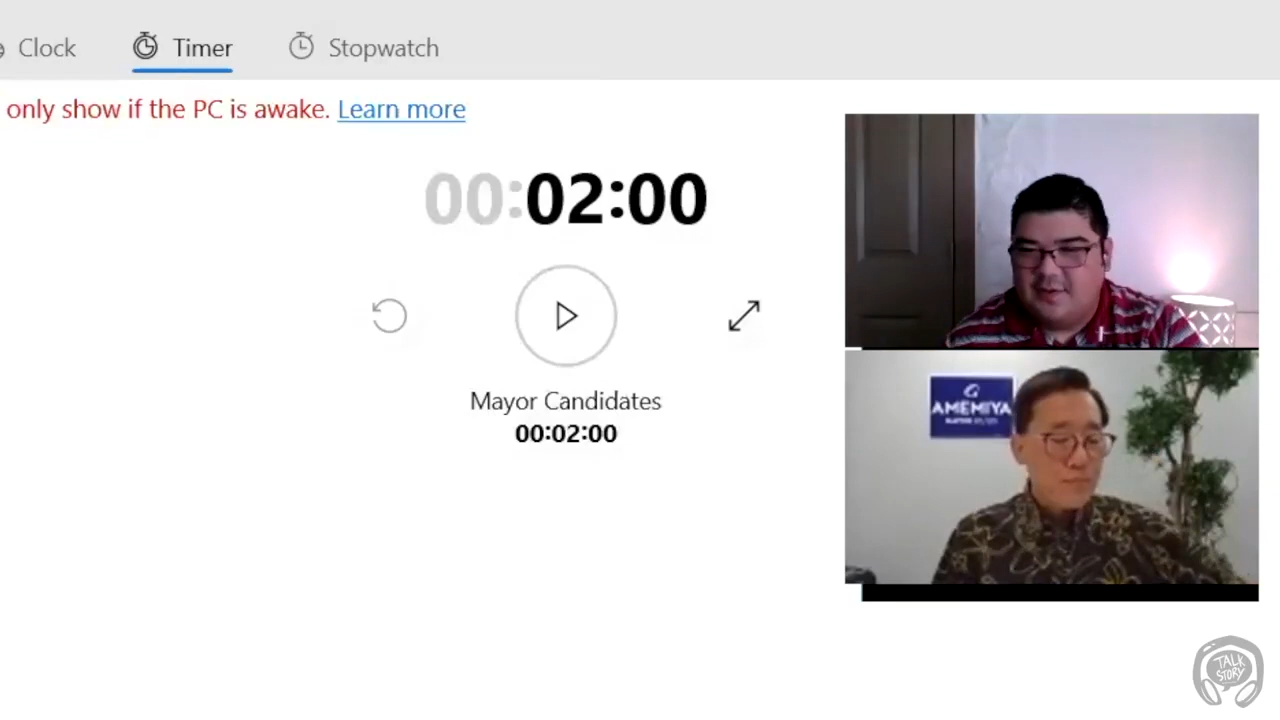 Clock
Timer
Stopwatch
only show if the PC is awake. Learn more
00:02:00
Mayor Candidates
00:02:00
AMEMIYA
TALK
STORY